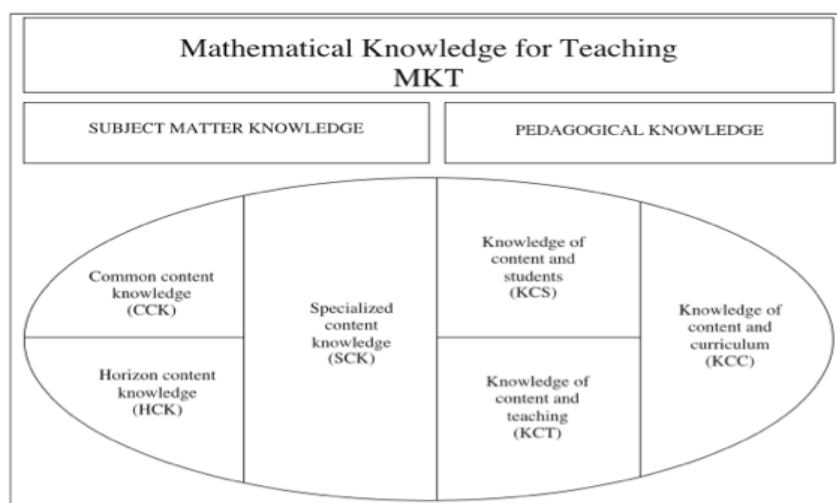 Mathematical Knowledge for Teaching
MKT
SUBJECT MATTER KNOWLEDGE
PEDAGOGICAL KNOWLEDGE
Common content
knowledge
(CCK)
Horizon content
knowledge
(HCK)
Specialized
content
knowledge
(SCK)
Knowledge of
content and
students
(KCS)
Knowledge of
content and
teaching
(KCT)
Knowledge of
content and
curriculum
(KCC)